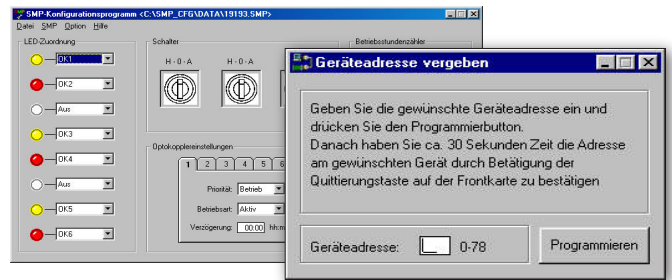 SMP-Konfigurationsprogramm <C:\SMP_CFG\DATA\19193.SMP>
Datei SMP Option Hilfe
LED-Zuordnung
OK1
OK2
Aus
OK3
OK4
Aus
OK5
OK6
Schalter
H - 0 - A
H - 0 - A
Betriebsstundenzähler
Optokopplereinstellungen
1 2 3 4 5 6
Priorität: Betrieb
Betriebsart: Aktiv
Verzögerung: 00:00 hh:m
Geräteadresse vergeben
Geben Sie die gewünschte Geräteadresse ein und
drücken Sie den Programmierbutton.
Danach haben Sie ca. 30 Sekunden Zeit die Adresse
am gewünschten Gerät durch Betätigung der
Quittierungstaste auf der Frontkarte zu bestätigen
Geräteadresse: __ 0-78
Programmieren